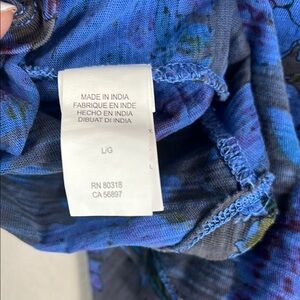 MADE IN INDIA
FABRIQUE EN INDE
HECHO EN INDIA
DIBUAT DI INDIA
L/G
RN 80318
CA 56897